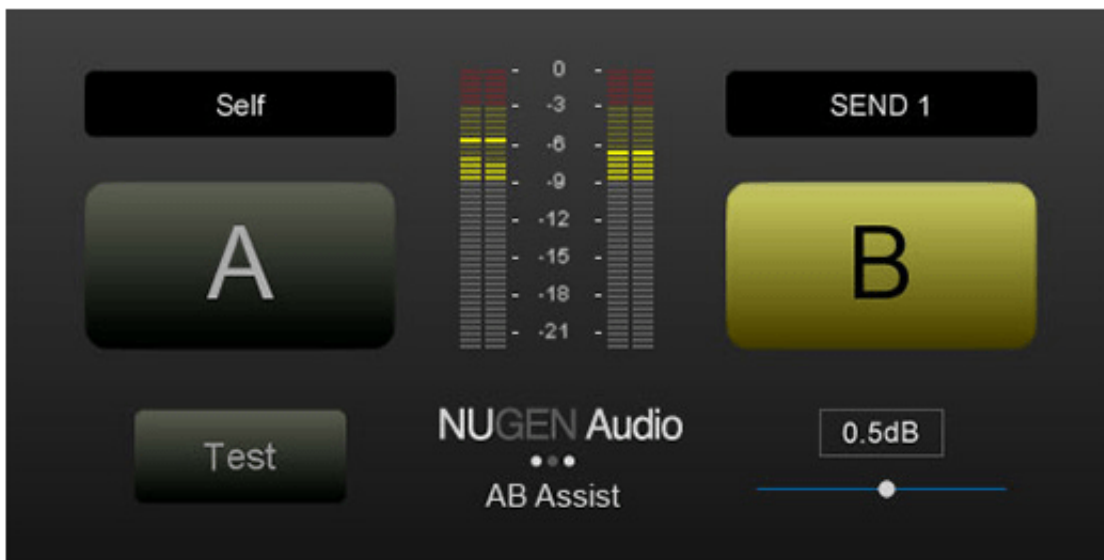 Self
SEND 1
0
-3
-6
-9
-12
-15
-18
-21
A
B
Test
NUGEN Audio
AB Assist
0.5dB